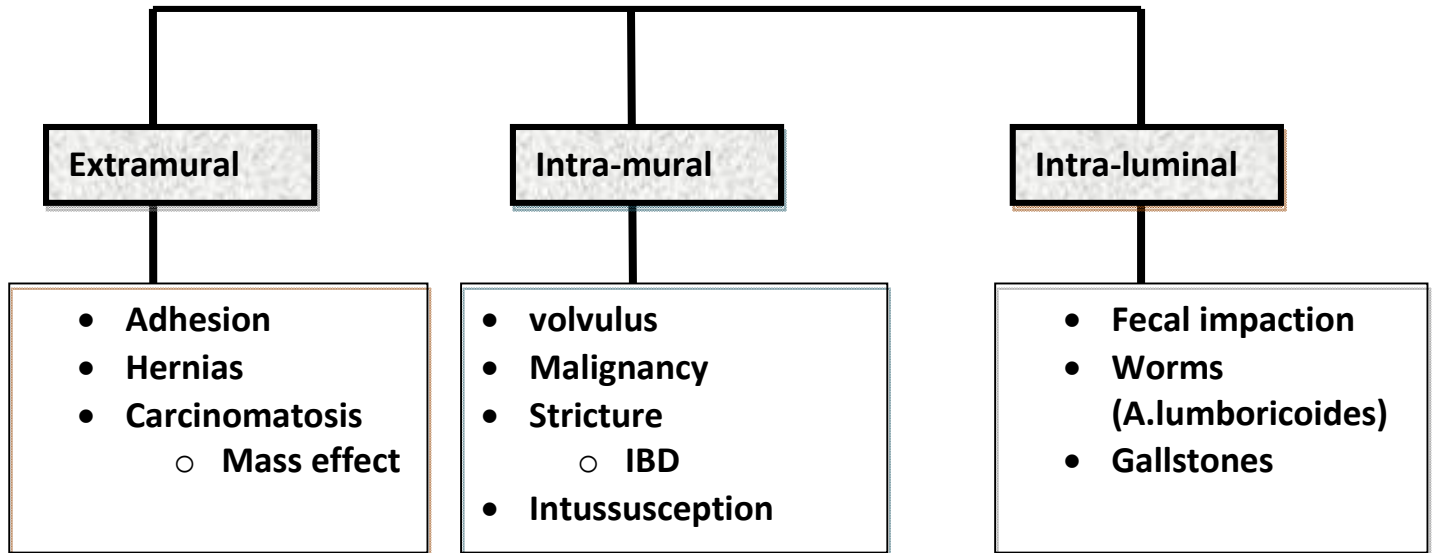 Extramural
Intra-mural
Intra-luminal
• Adhesion
• Hernias
• Carcinomatosis
○ Mass effect
• volvulus
• Malignancy
• Stricture
○ IBD
• Intussusception
• Fecal impaction
• Worms
(A.lumboricoides)
• Gallstones